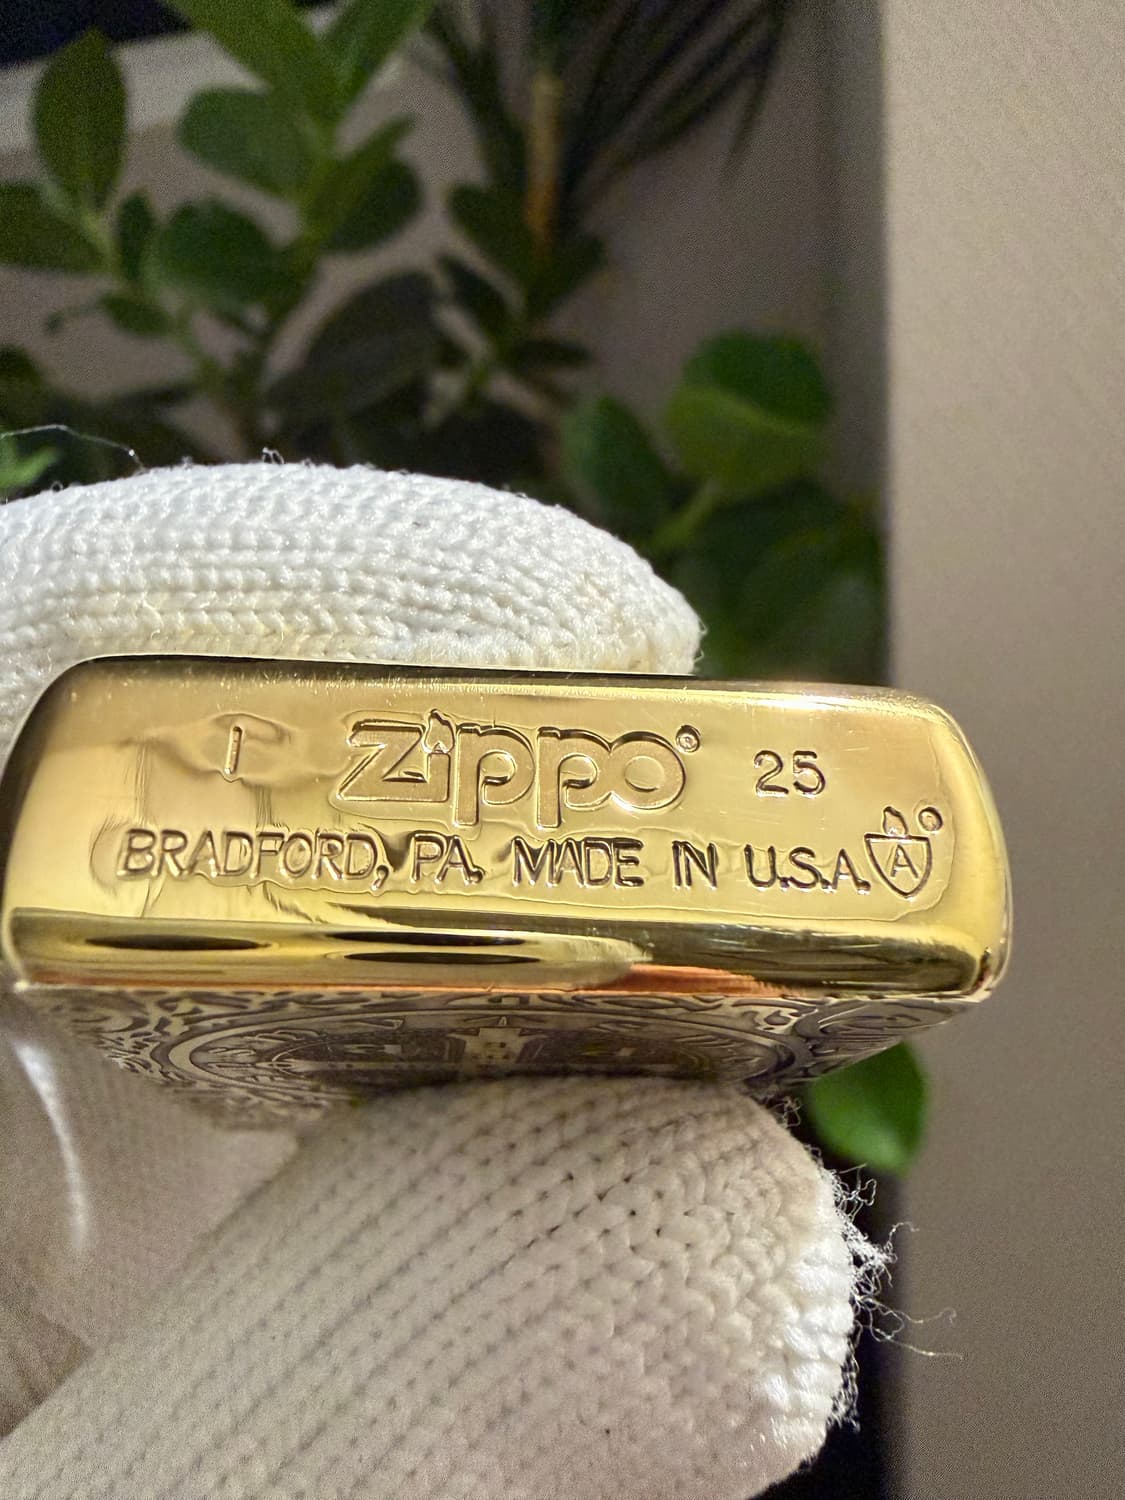 I zippo® 25
BRADFORD, PA. MADE IN U.S.A.
A